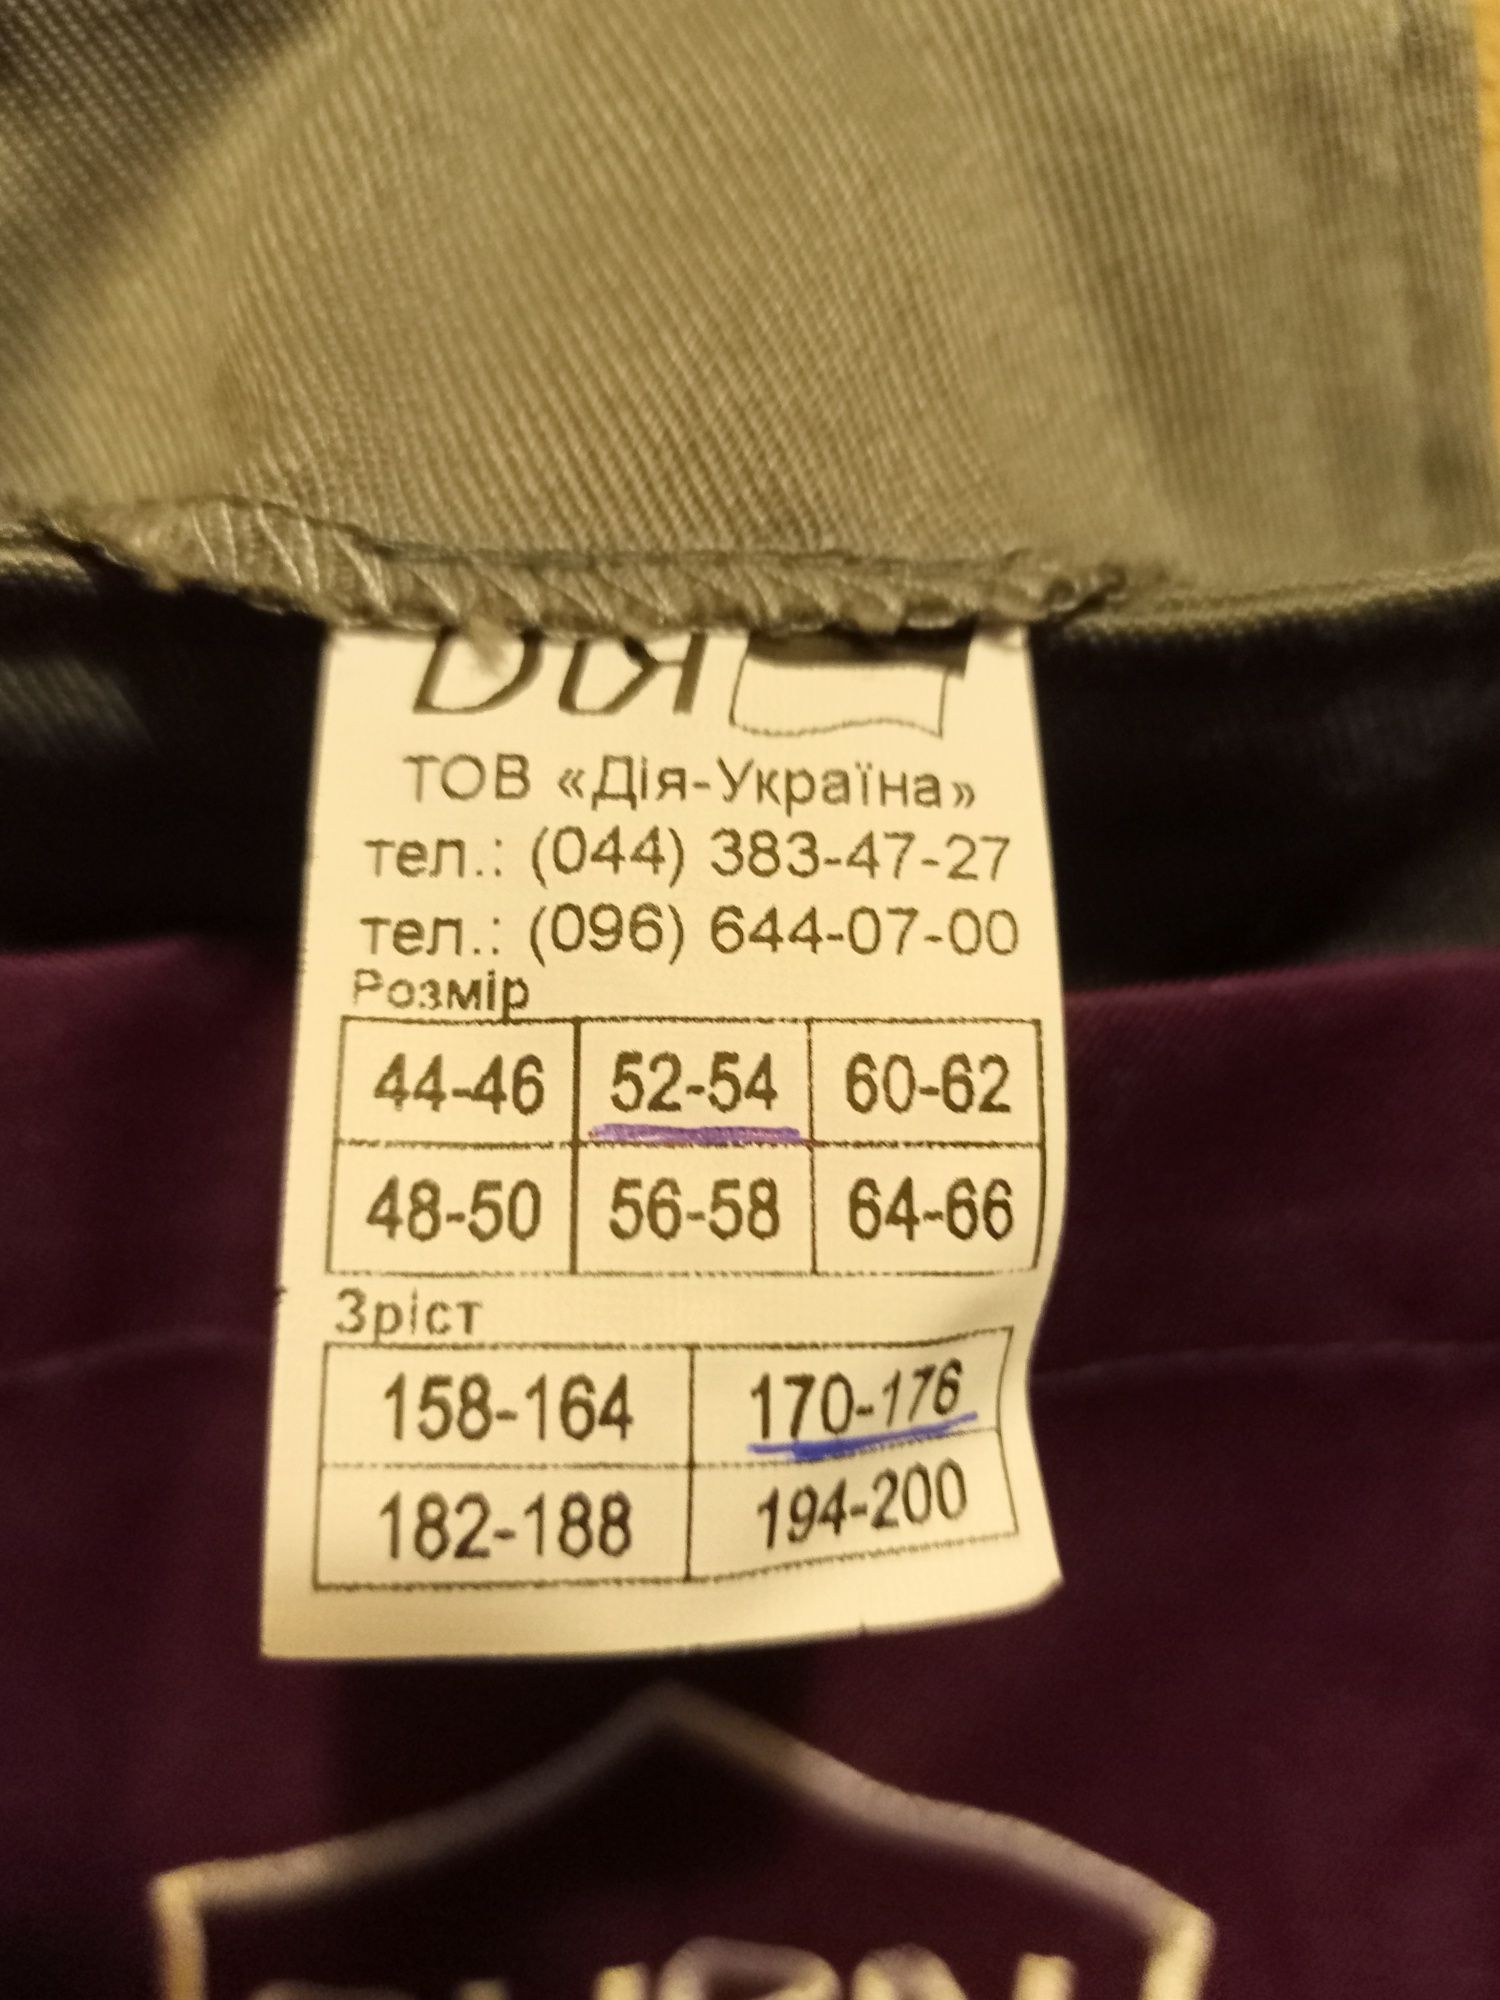 Дія
ТОВ «Дія-Україна»
тел.: (044) 383-47-27
тел.: (096) 644-07-00
Розмір
44-46 52-54 60-62
48-50 56-58 64-66
Зріст
158-164 170-176
182-188 194-200